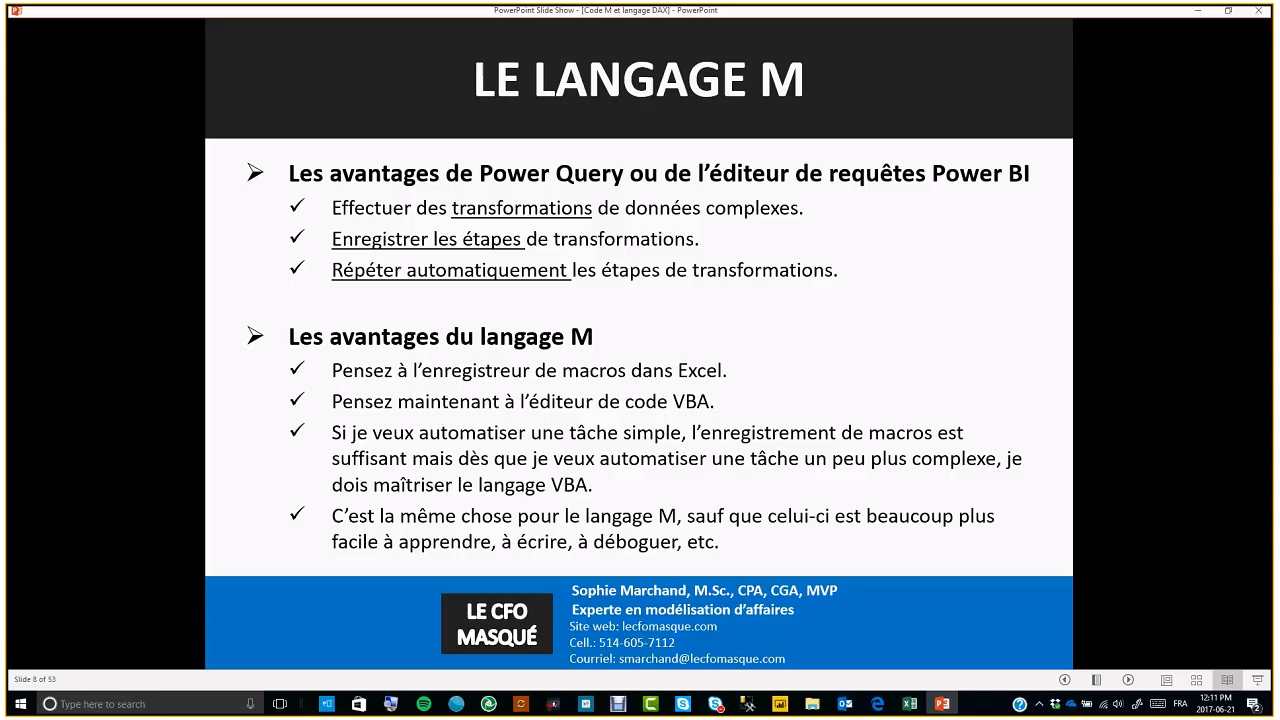 PowerPoint Slide Show - [Code M et langage DAX] - PowerPoint
LE LANGAGE M
Les avantages de Power Query ou de l’éditeur de requêtes Power BI
Effectuer des transformations de données complexes.
Enregistrer les étapes de transformations.
Répéter automatiquement les étapes de transformations.
Les avantages du langage M
Pensez à l’enregistreur de macros dans Excel.
Pensez maintenant à l’éditeur de code VBA.
Si je veux automatiser une tâche simple, l’enregistrement de macros est
suffisant mais dès que je veux automatiser une tâche un peu plus complexe, je
dois maîtriser le langage VBA.
C’est la même chose pour le langage M, sauf que celui-ci est beaucoup plus
facile à apprendre, à écrire, à déboguer, etc.
LE CFO
MASQUÉ
Sophie Marchand, M.Sc., CPA, CGA, MVP
Experte en modélisation d’affaires
Site web: lecfomasque.com
Cell.: 514-605-7112
Courriel: smarchand@lecfomasque.com
Slide 8 of 53
Type here to search
FRA
12:11 PM
2017-06-21